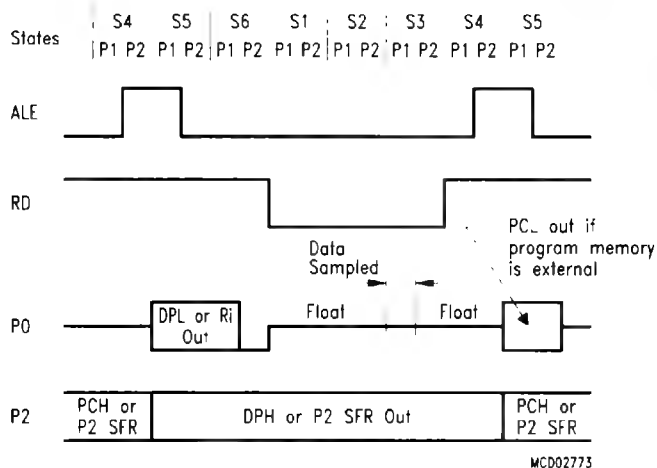 S4 S5 S6 S1 S2 S3 S4 S5
States
P1 P2 P1 P2 P1 P2 P1 P2 P1 P2 P1 P2 P1 P2 P1 P2
ALE
RD
PCL out if
program memory
is external
Data
Sampled
P0
DPL or Ri
Out
Float
Float
P2
PCH or
P2 SFR
DPH or P2 SFR Out
PCH or
P2 SFR
MCD02773